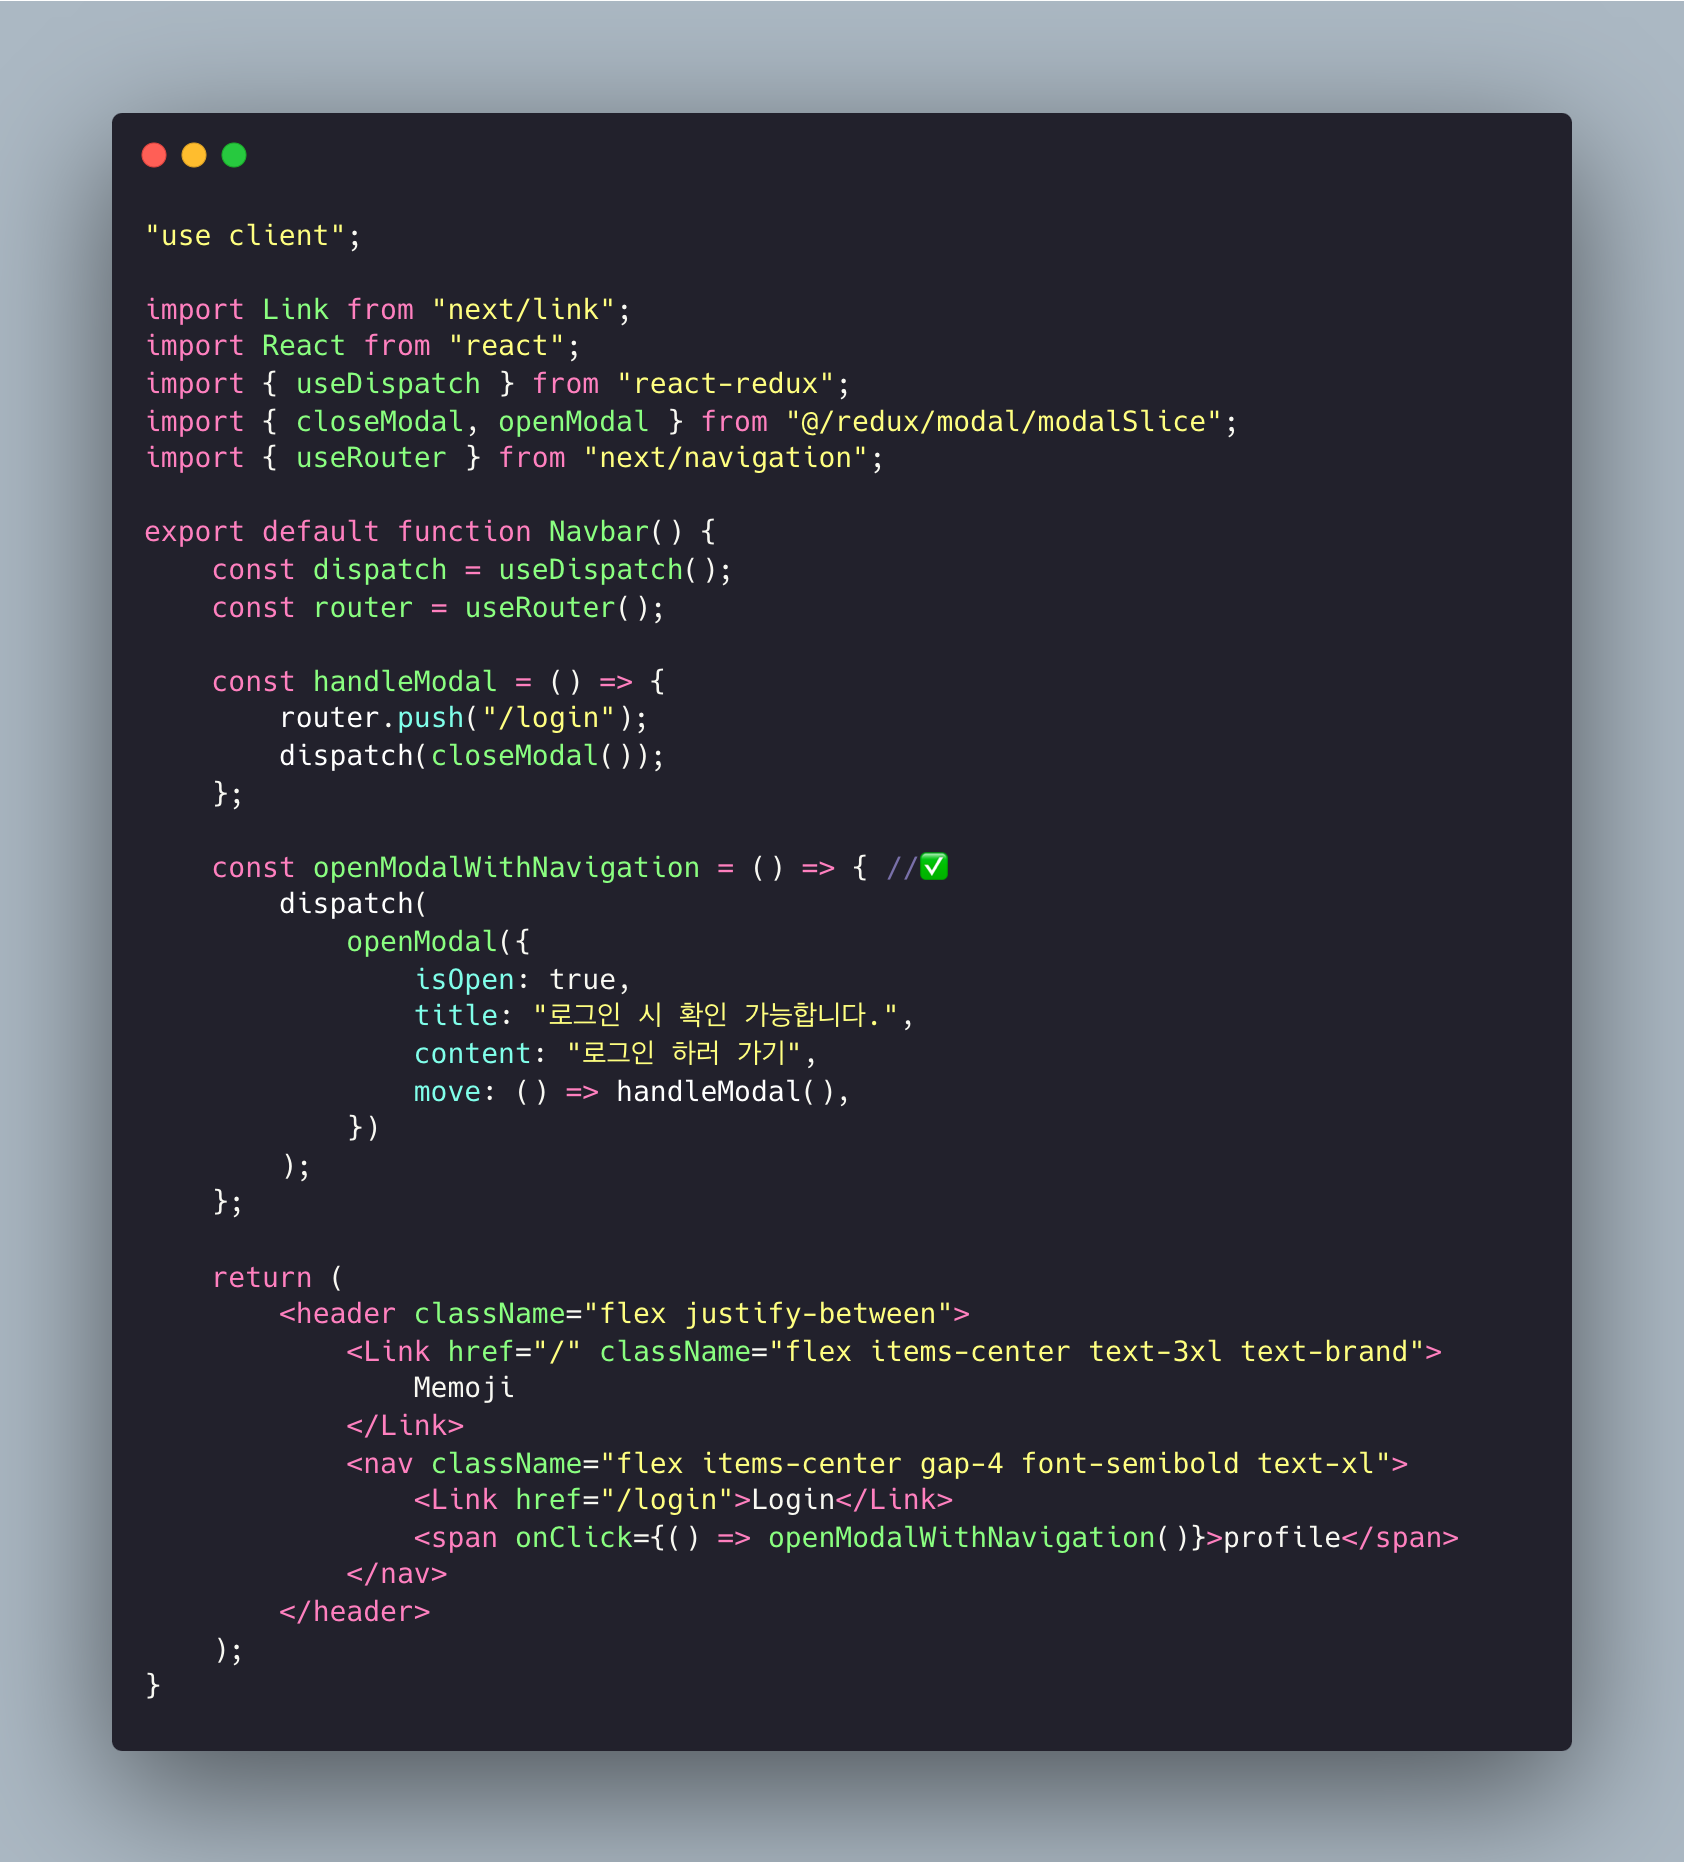 "use client";
import Link from "next/link";
import React from "react";
import { useDispatch } from "react-redux";
import { closeModal, openModal } from "@/redux/modal/modalSlice";
import { useRouter } from "next/navigation";
export default function Navbar() {
    const dispatch = useDispatch();
    const router = useRouter();
    const handleModal = () => {
        router.push("/login");
        dispatch(closeModal());
    };
    const openModalWithNavigation = () => { //✅
        dispatch(
            openModal({
                isOpen: true,
                title: "로그인 시 확인 가능합니다.",
                content: "로그인 하러 가기",
                move: () => handleModal(),
            })
        );
    };
    return (
        <header className="flex justify-between">
            <Link href="/" className="flex items-center text-3xl text-brand">
                Memoji
            </Link>
            <nav className="flex items-center gap-4 font-semibold text-xl">
                <Link href="/login">Login</Link>
                <span onClick={() => openModalWithNavigation()}>profile</span>
            </nav>
        </header>
    );
}